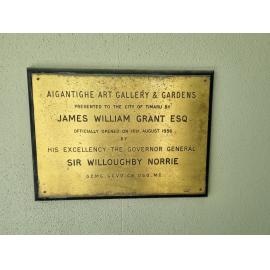 AIGANTIGHE ART GALLERY & GARDENS
PRESENTED TO THE CITY OF TIMARU BY
JAMES WILLIAM GRANT ESQ
OFFICIALLY OPENED ON 18TH AUGUST 1956
BY
HIS EXCELLENCY THE GOVERNOR GENERAL
SIR WILLOUGHBY NORRIE
G.C.M.G. G.C.V.O. C.B. D.S.O. M.C.